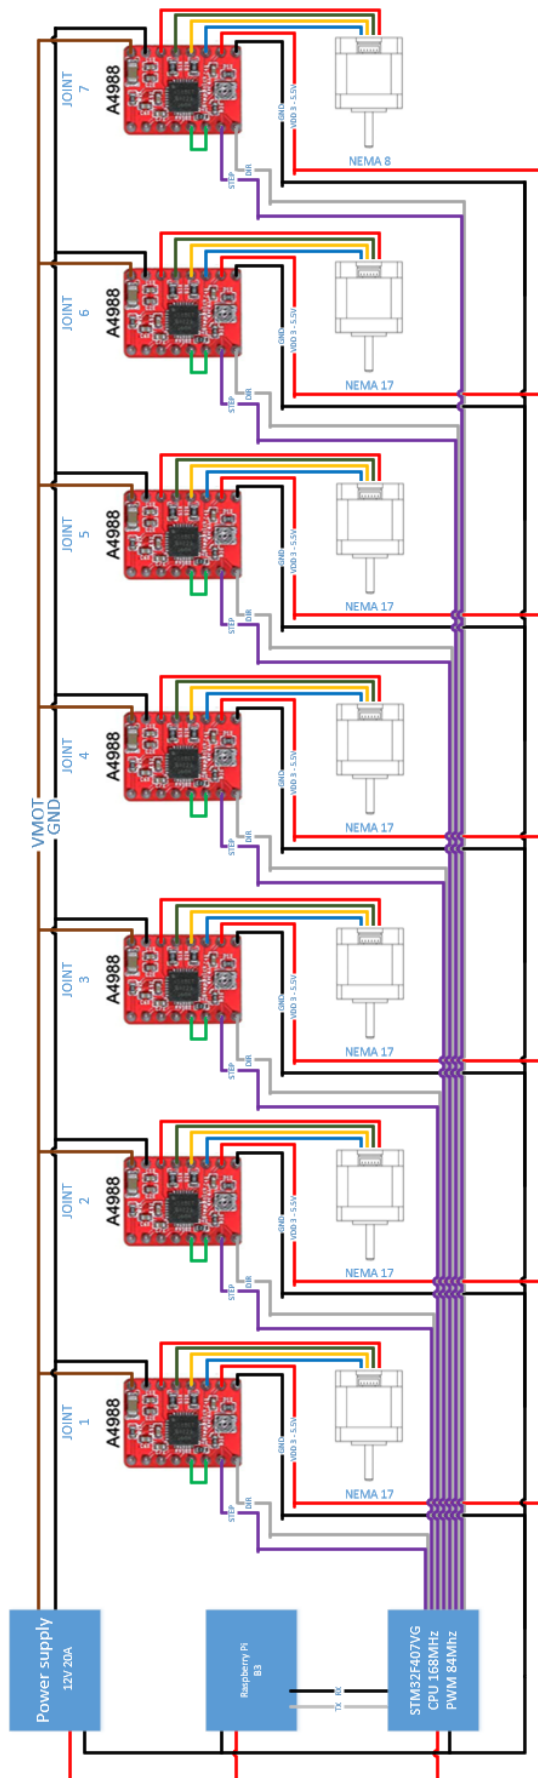 JOINT
7
A4988
GND
VDD 3 - 5.5V
DIR
STEP
NEMA 8
JOINT
6
A4988
GND
VDD 3 - 5.5V
DIR
STEP
NEMA 17
JOINT
5
A4988
GND
VDD 3 - 5.5V
DIR
STEP
NEMA 17
JOINT
4
A4988
GND
VDD 3 - 5.5V
DIR
STEP
NEMA 17
VMOT
GND
JOINT
3
A4988
GND
VDD 3 - 5.5V
DIR
STEP
NEMA 17
JOINT
2
A4988
GND
VDD 3 - 5.5V
DIR
STEP
NEMA 17
JOINT
1
A4988
GND
VDD 3 - 5.5V
DIR
STEP
NEMA 17
Power supply
12V 20A
Raspberry Pi
B3
RX
TX
STM32F407VG
CPU 168MHz
PWM 84Mhz